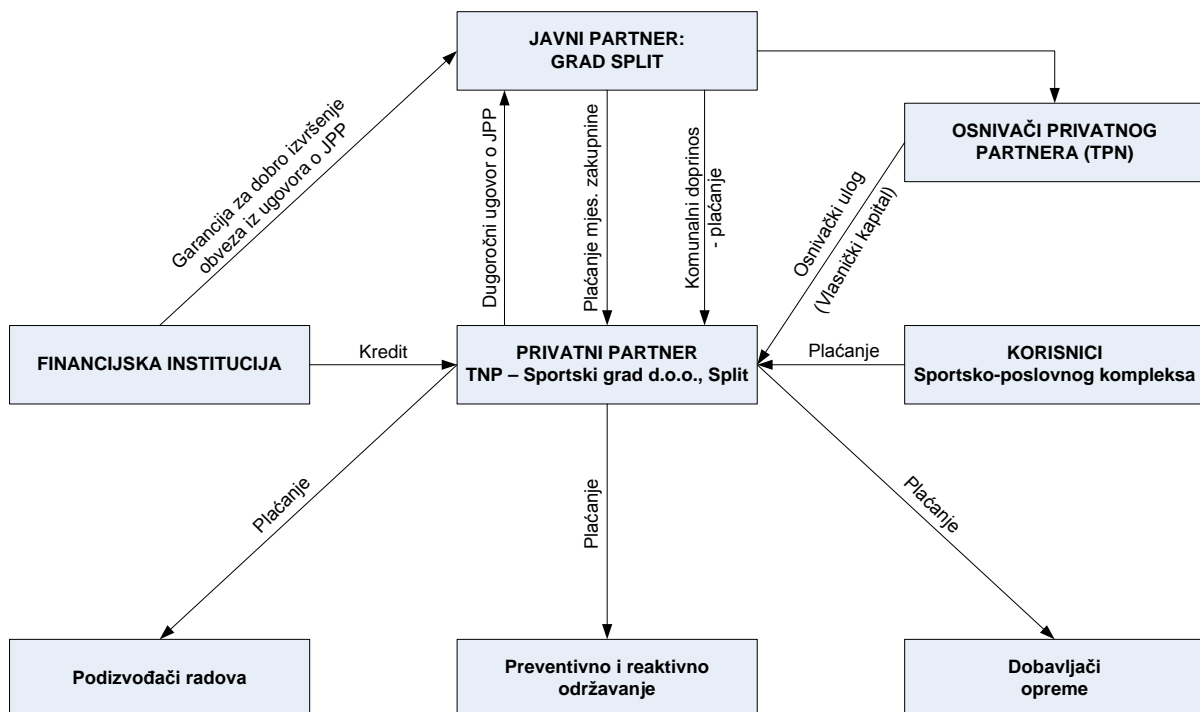 JAVNI PARTNER:
GRAD SPLIT
OSNIVAČI PRIVATNOG
PARTNERA (TPN)
Garancija za dobro izvršenje
obveza iz ugovora o JPP
Dugoročni ugovor o JPP
Plaćanje mjes. zakupnine
Komunalni doprinos
- plaćanje
Osnivački ulog
(Vlasnički kapital)
FINANCIJSKA INSTITUCIJA
Kredit
PRIVATNI PARTNER
TNP – Sportski grad d.o.o., Split
Plaćanje
KORISNICI
Sportsko-poslovnog kompleksa
Plaćanje
Plaćanje
Plaćanje
Podizvođači radova
Preventivno i reaktivno
održavanje
Dobavljači
opreme